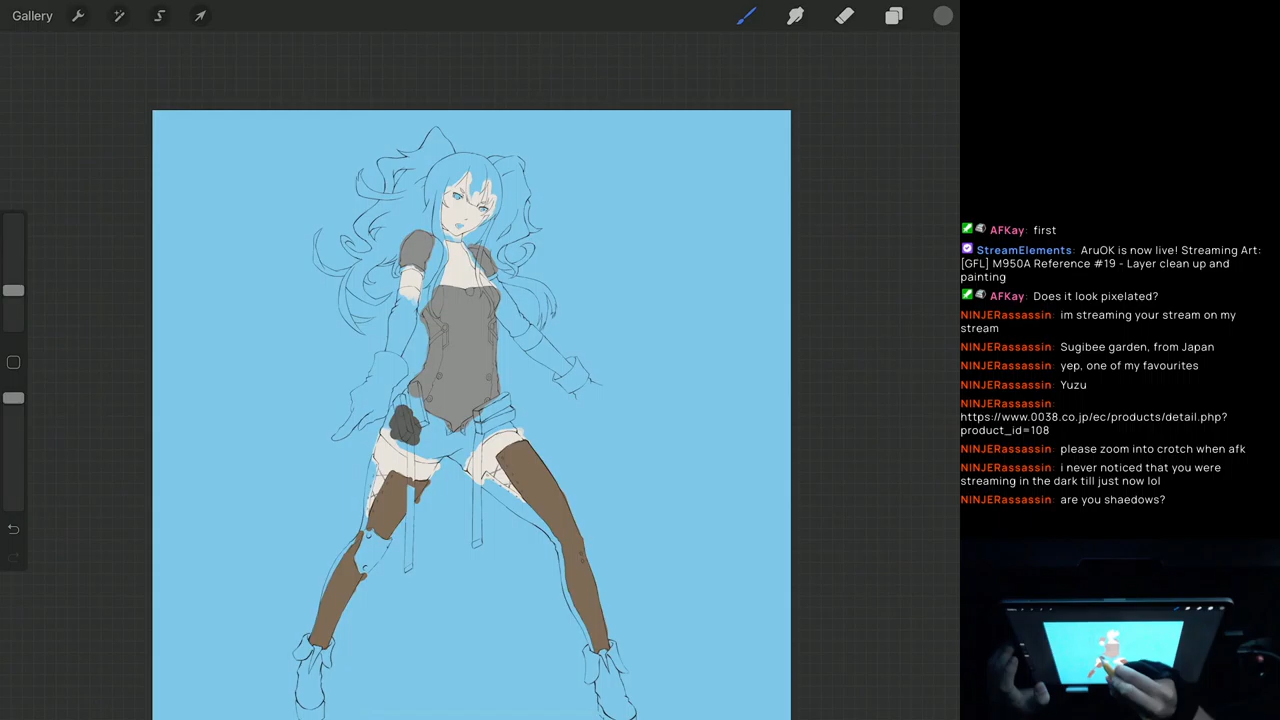 Gallery
AFKay: first
StreamElements: AruOK is now live! Streaming Art:
[GFL] M950A Reference #19 - Layer clean up and
painting
AFKay: Does it look pixelated?
NINJERassassin: im streaming your stream on my
stream
NINJERassassin: Sugibee garden, from Japan
NINJERassassin: yep, one of my favourites
NINJERassassin: Yuzu
NINJERassassin:
https://www.0038.co.jp/ec/products/detail.php?
product_id=108
NINJERassassin: please zoom into crotch when afk
NINJERassassin: i never noticed that you were
streaming in the dark till just now lol
NINJERassassin: are you shaedows?